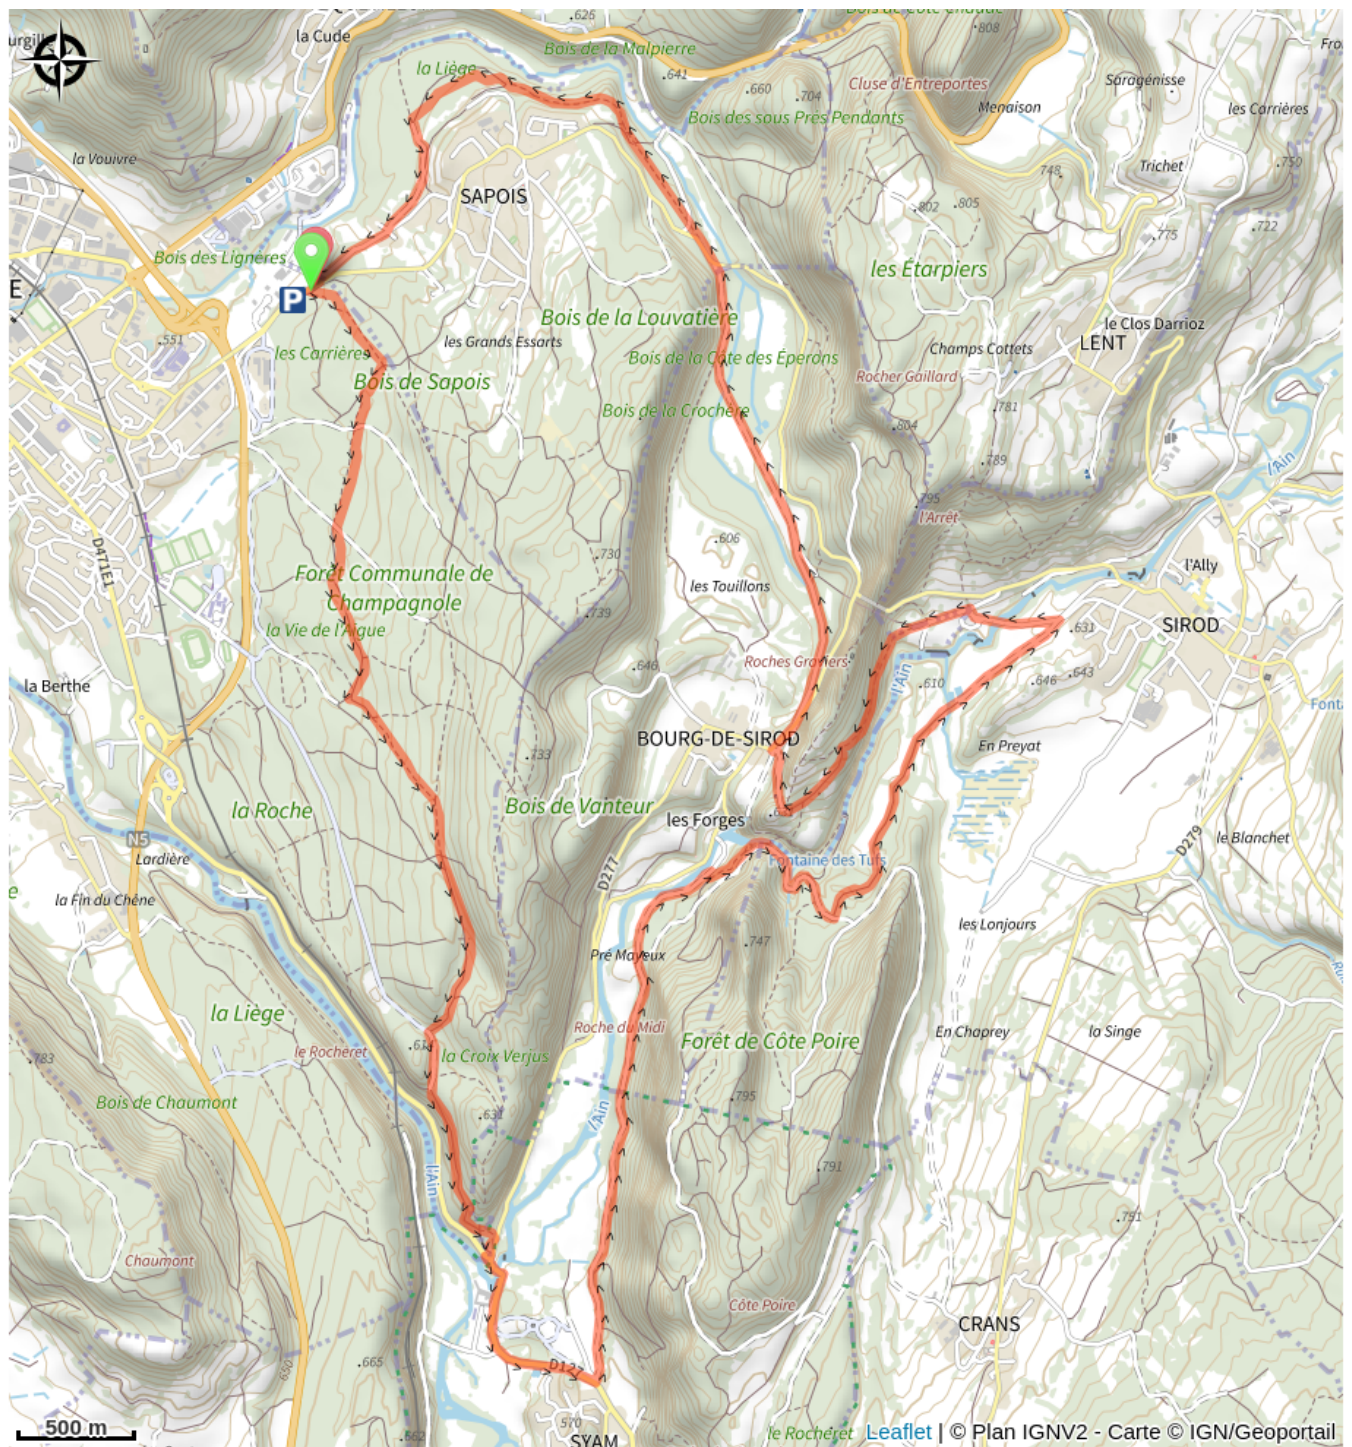 la Cude
.625
Bois de la Malpierre
.808
la Liège
.641
Cluse d'Entreportes
Saragénisse
.660
.704
Menaison
les Carrières
Bois des sous Prés Pendants
la Vouivre
Trichet
.750
748
SAPOIS
.802
.805
.722
.775
Bois des Lignères
les Étarpiers
E
P
Bois de la Louvatière
le Clos Darrioz
.551
les Carrières
les Grands Essarts
LENT
Champs Cottets
Bois de la Côte des Éperons
Bois de Sapois
Rocher Gaillard
Bois de la Crochère
.781
.804
.789
l'Ain
.795
l'Arrêt
D471E1
.606
.730
l'Ally
Forêt Communale de
Champagnole
les Touillons
.739
SIROD
la Vie de l'Aigue
.631
Roches Graviers
.646
l'Ain
.610
.646
.643
la Berthe
BOURG-DE-SIROD
En Preyat
.733
Bois de Vanteur
la Roche
les Forges
N5
le Blanchet
D279
Lardière
Fontaine des Tufs
D277
la Fin du Chêne
les Lonjours
.747
Pré Mayeux
la Liège
Roche du Midi
En Chaprey
la Singe
Forêt de Côte Poire
le Rocheret
la Croix Verjus
.783
Bois de Chaumont
.795
.631
l'Ain
l'Ain
.791
.751
Chaumont
Côte Poire
CRANS
650
.665
D127
570
500 m
.662
SYAM
le Rocheret
Leaflet | © Plan IGNV2 - Carte © IGN/Geoportail